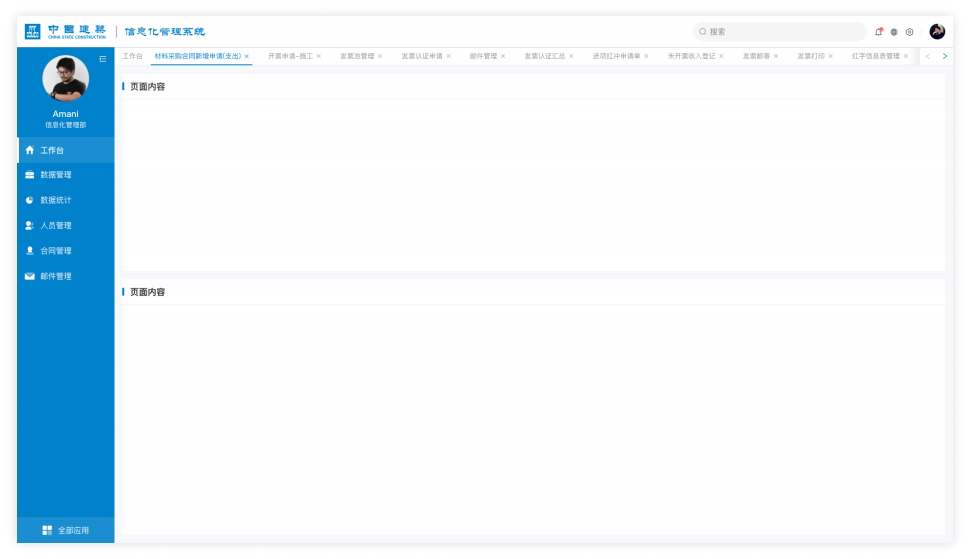 中國建築
CHINA STATE CONSTRUCTION
信息化管理系统
搜索
工作台 材料采购合同新增申请(支出) × 开票申请-施工 × 发票池管理 × 发票认证申请 × 邮件管理 × 发票认证汇总 × 进项红冲申请单 × 未开票收入登记 × 发票邮寄 × 发票打印 × 红字信息表管理 ×
Amani
信息化管理部
工作台
数据管理
数据统计
人员管理
合同管理
邮件管理
全部应用
页面内容
页面内容